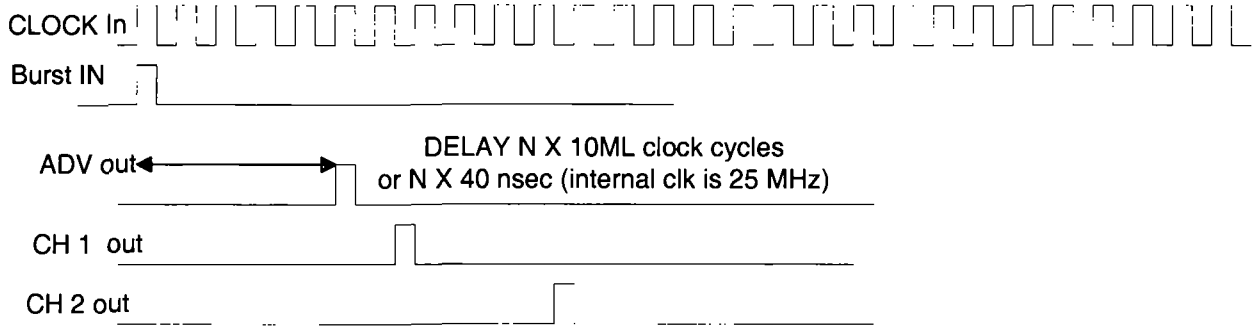 CLOCK In
Burst IN
ADV out
DELAY N X 10ML clock cycles
or N X 40 nsec (internal clk is 25 MHz)
CH 1 out
CH 2 out